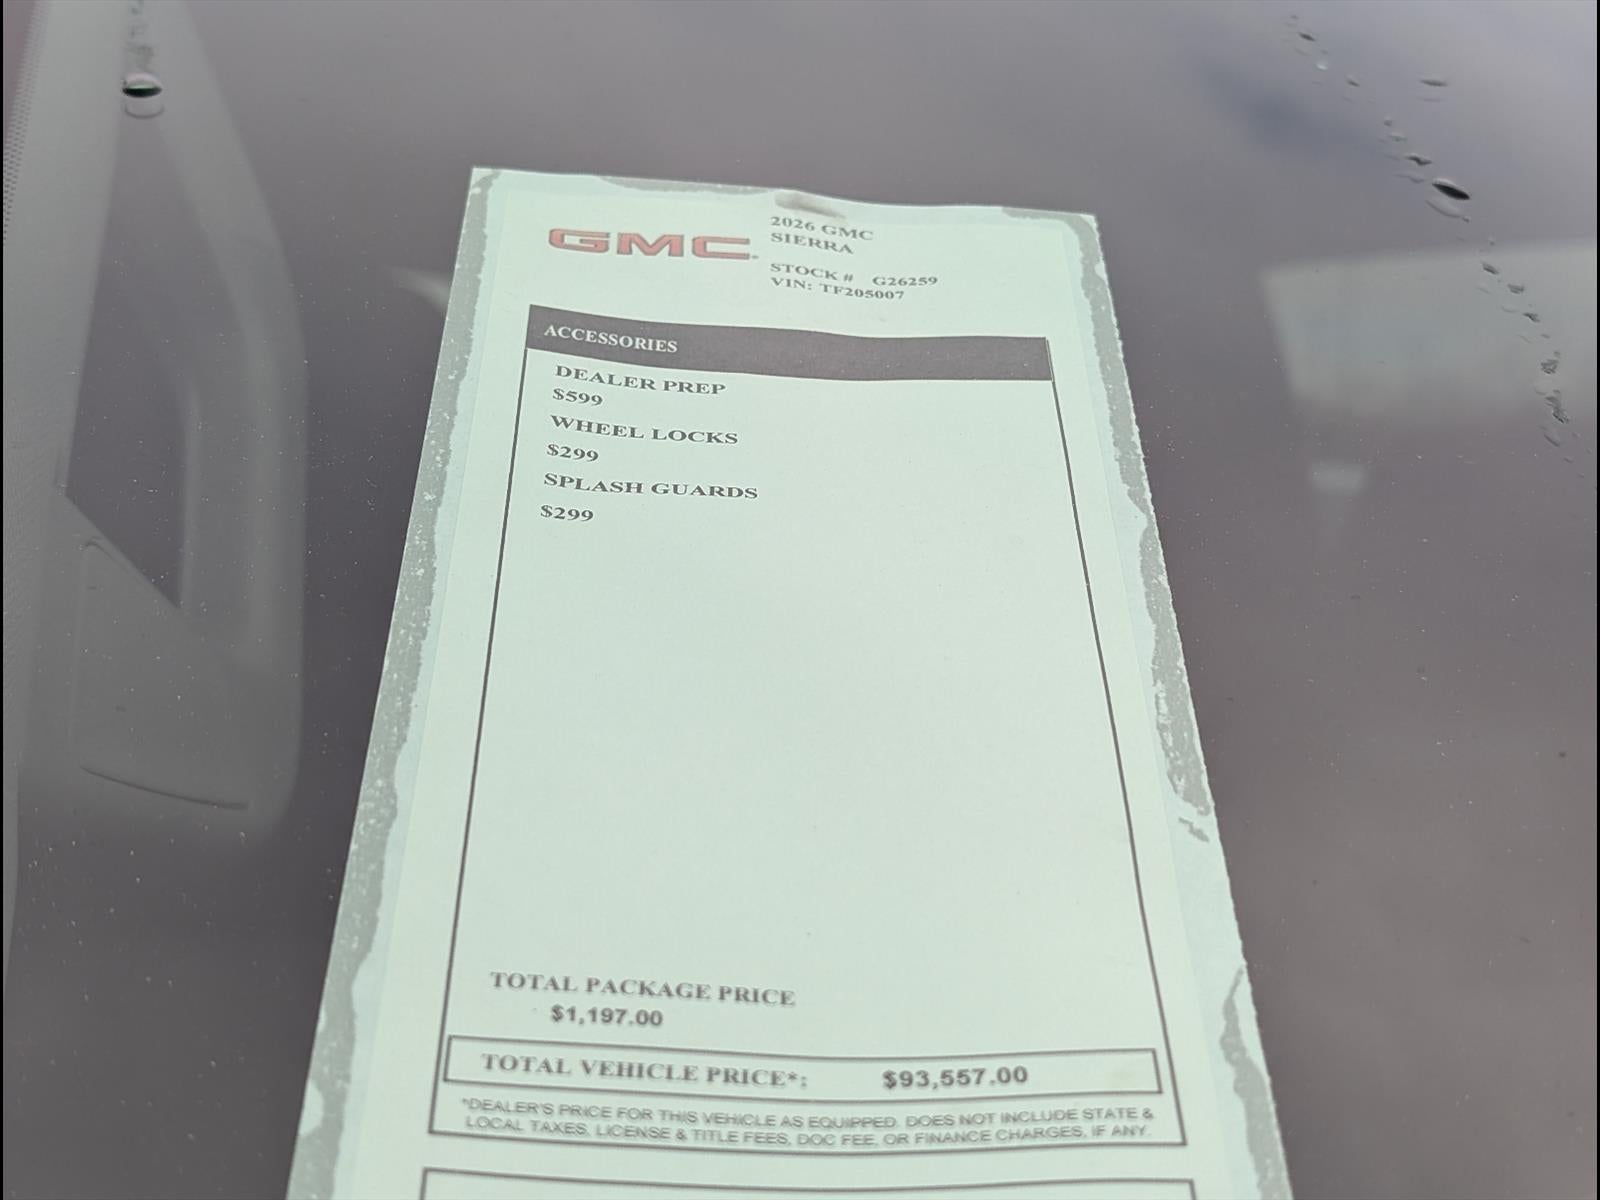 GMC
2026 GMC
SIERRA
STOCK # G26259
VIN: TF205007
ACCESSORIES
DEALER PREP
$599
WHEEL LOCKS
$299
SPLASH GUARDS
$299
TOTAL PACKAGE PRICE
$1,197.00
TOTAL VEHICLE PRICE*: $93,557.00
*DEALER'S PRICE FOR THIS VEHICLE AS EQUIPPED. DOES NOT INCLUDE STATE &
LOCAL TAXES, LICENSE & TITLE FEES, DOC FEE, OR FINANCE CHARGES, IF ANY.